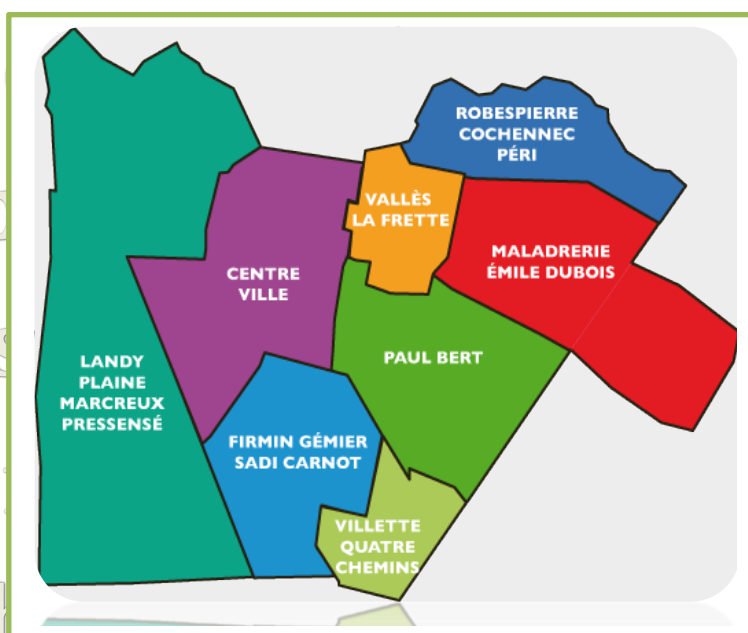 ROBESPIERRE
COCHENNEC
PÉRI
VALLÈS
LA FRETTE
MALADRERIE
ÉMILE DUBOIS
CENTRE
VILLE
PAUL BERT
LANDY
PLAINE
MARCREUX
PRESSENSÉ
FIRMIN GÉMIER
SADI CARNOT
VILLETTE
QUATRE
CHEMINS